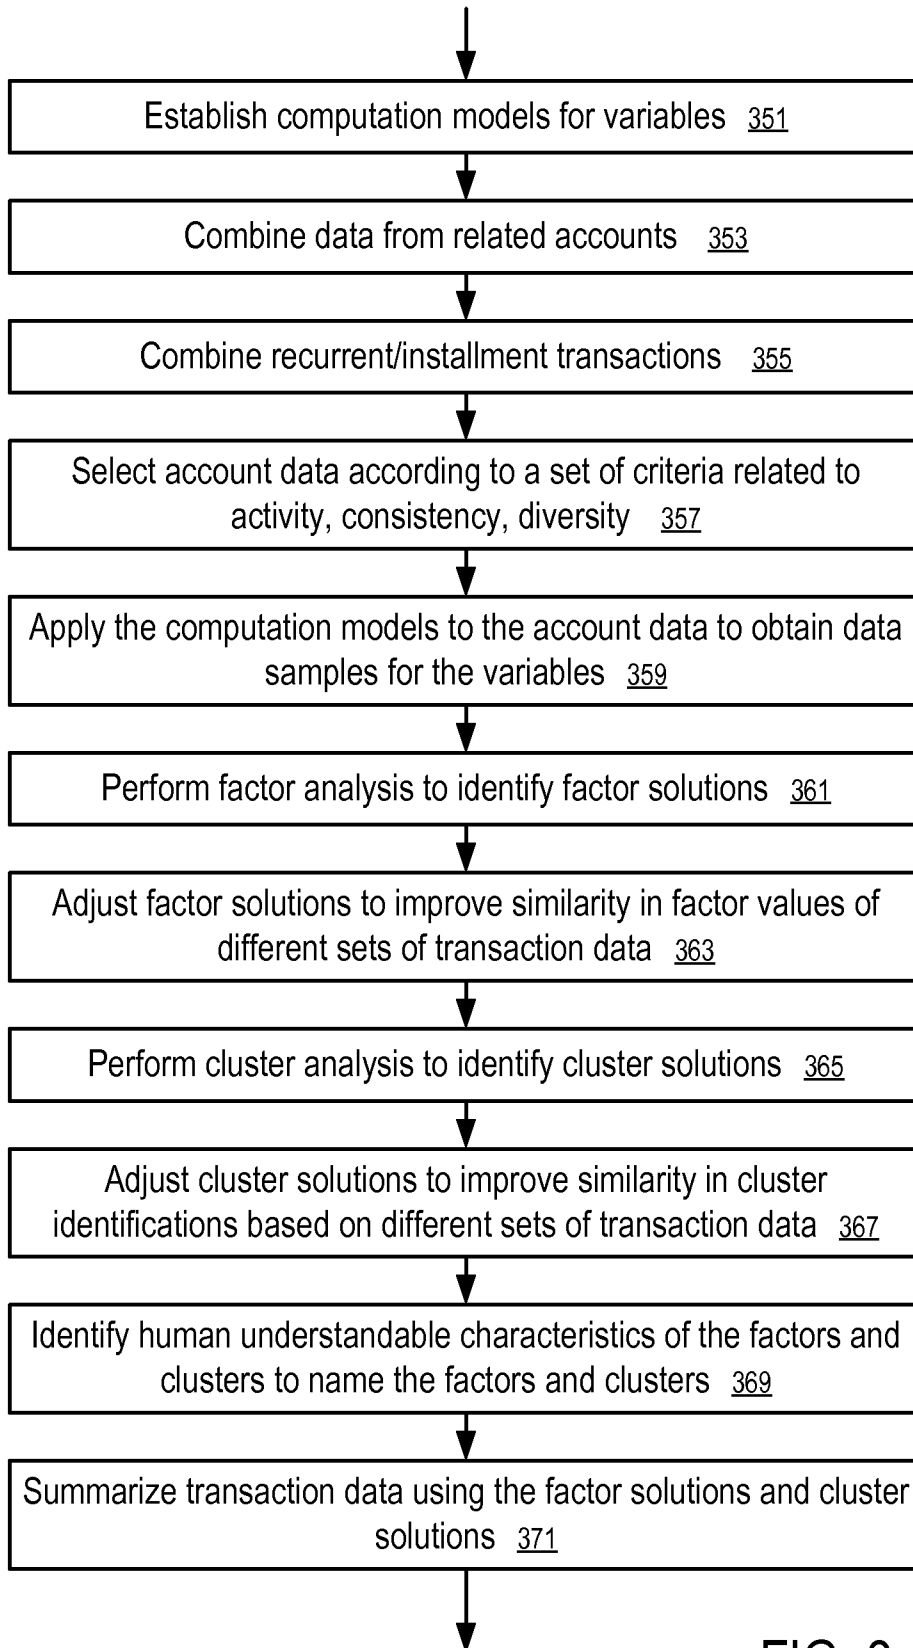 Establish computation models for variables 351
Combine data from related accounts 353
Combine recurrent/installment transactions 355
Select account data according to a set of criteria related to
activity, consistency, diversity 357
Apply the computation models to the account data to obtain data
samples for the variables 359
Perform factor analysis to identify factor solutions 361
Adjust factor solutions to improve similarity in factor values of
different sets of transaction data 363
Perform cluster analysis to identify cluster solutions 365
Adjust cluster solutions to improve similarity in cluster
identifications based on different sets of transaction data 367
Identify human understandable characteristics of the factors and
clusters to name the factors and clusters 369
Summarize transaction data using the factor solutions and cluster
solutions 371
FIG.